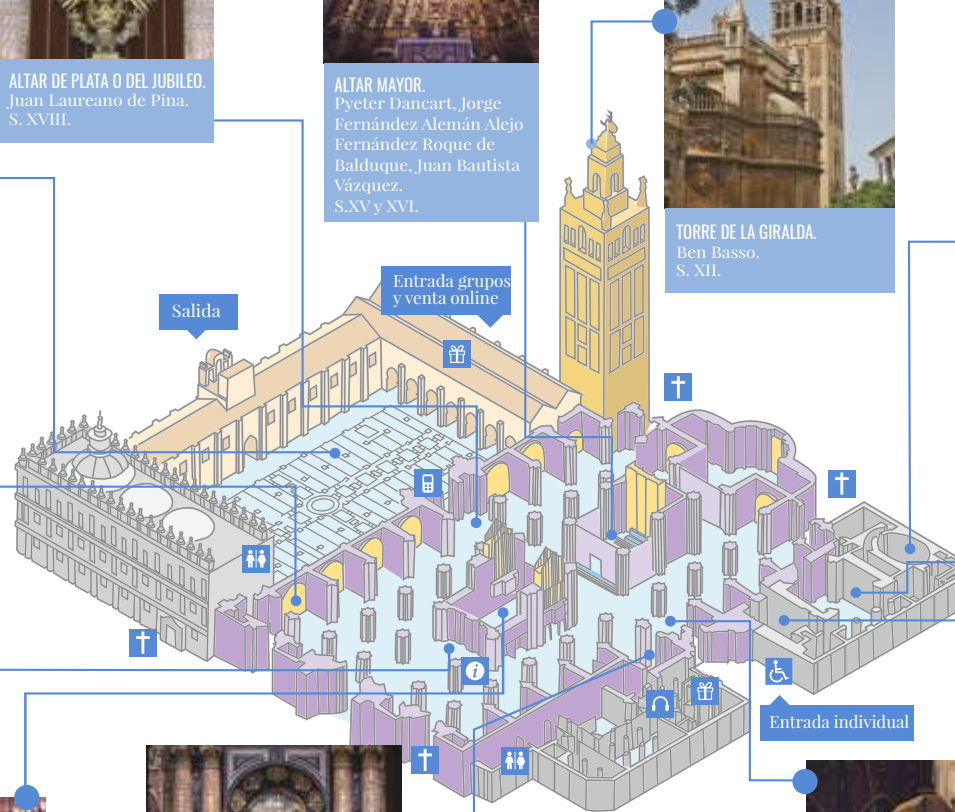 ALTAR DE PLATA O DEL JUBILEO.
Juan Laureano de Pina.
S. XVIII.
ALTAR MAYOR.
Pyeter Dancart, Jorge
Fernández Alemán Alejo
Fernández Roque de
Balduque, Juan Bautista
Vázquez.
S.XV y XVI.
TORRE DE LA GIRALDA.
Ben Basso.
S. XII.
Entrada grupos
y venta online
Salida
i
Entrada individual